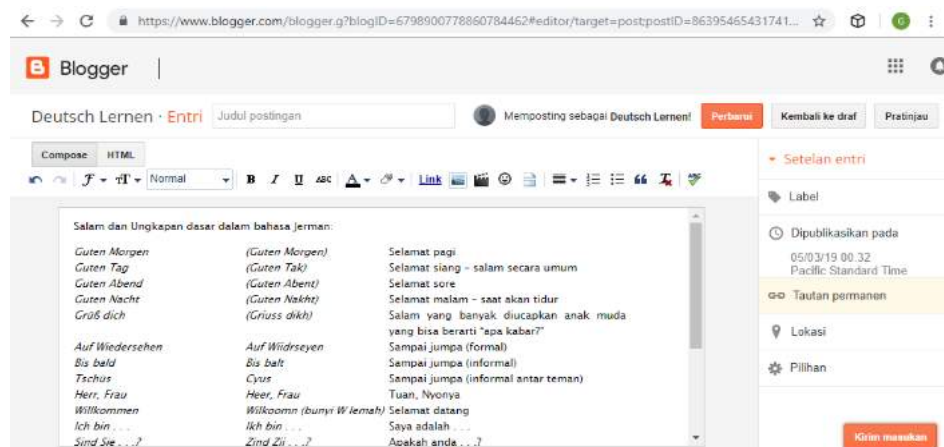 https://www.blogger.com/blogger.g?blogID=6798900778860784462#editor/target=post;postID=86395465431741...
G
Blogger
Deutsch Lernen · Entri Judul postingan Memposting sebagai Deutsch Lernen! Perbarui Kembali ke draf Pratinjau
Compose HTML
Normal B I U ABC A Link
Setelan entri
Label
Dipublikasikan pada
05/03/19 00.32
Pacific Standard Time
Tautan permanen
Lokasi
Pilihan
Kirim masukan
Salam dan Ungkapan dasar dalam bahasa Jerman:
Guten Morgen (Guten Morgen) Selamat pagi
Guten Tag (Guten Tak) Selamat siang – salam secara umum
Guten Abend (Guten Abent) Selamat sore
Guten Nacht (Guten Nakht) Selamat malam – saat akan tidur
Grüß dich (Griuss dikh) Salam yang banyak diucapkan anak muda
yang bisa berarti "apa kabar?"
Auf Wiedersehen Auf Wiidrseyen Sampai jumpa (formal)
Bis bald Bis balt Sampai jumpa (informal)
Tschus Cyus Sampai jumpa (informal antar teman)
Herr, Frau Heer, Frau Tuan, Nyonya
Willkommen Wilkoomn (bunyi W lemah) Selamat datang
Ich bin . . . Ikh bin . . . Saya adalah . . .
Sind Sie . . .? Zind Zii . . .? Apakah anda . . .?